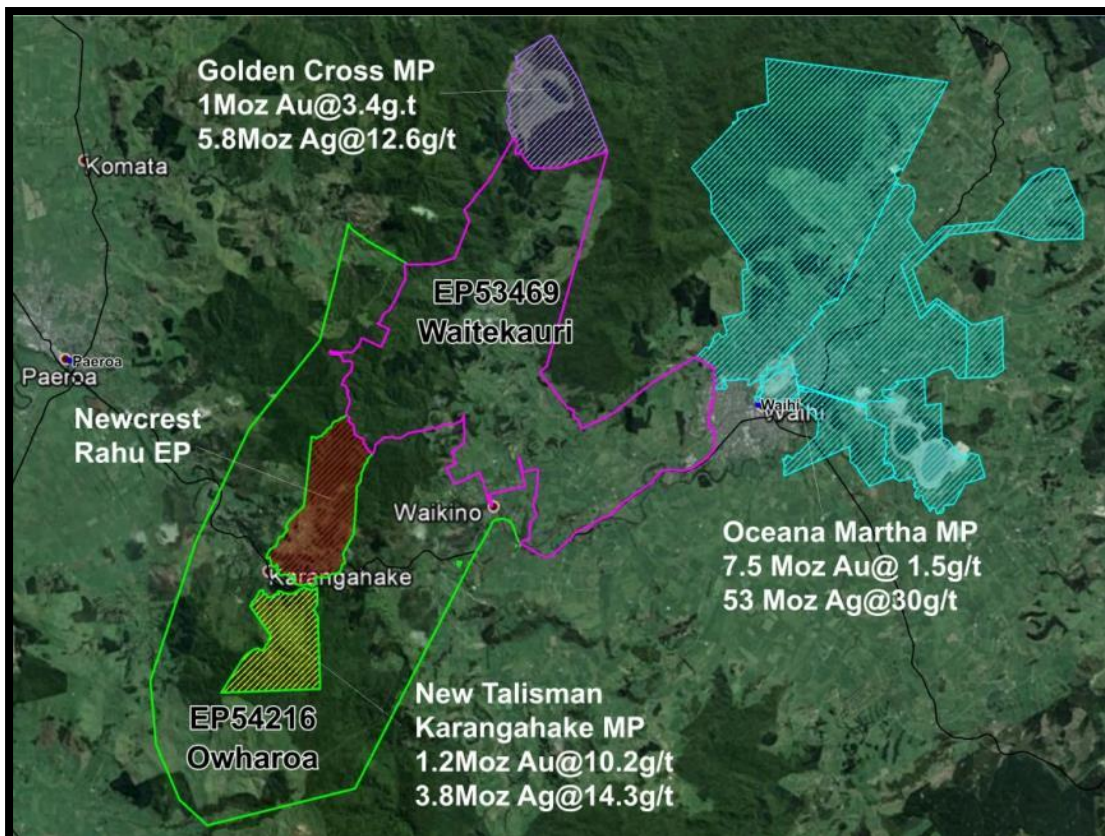 Golden Cross MP
1Moz Au@3.4g.t
5.8Moz Ag@12.6g/t
Komata
EP53469
Waitekauri
Paeroa
Paeroa
Newcrest
Rahu EP
Waihi
Waihi
Waikino
Karangahake
Oceana Martha MP
7.5 Moz Au@ 1.5g/t
53 Moz Ag@30g/t
EP54216
Owharoa
New Talisman
Karangahake MP
1.2Moz Au@10.2g/t
3.8Moz Ag@14.3g/t